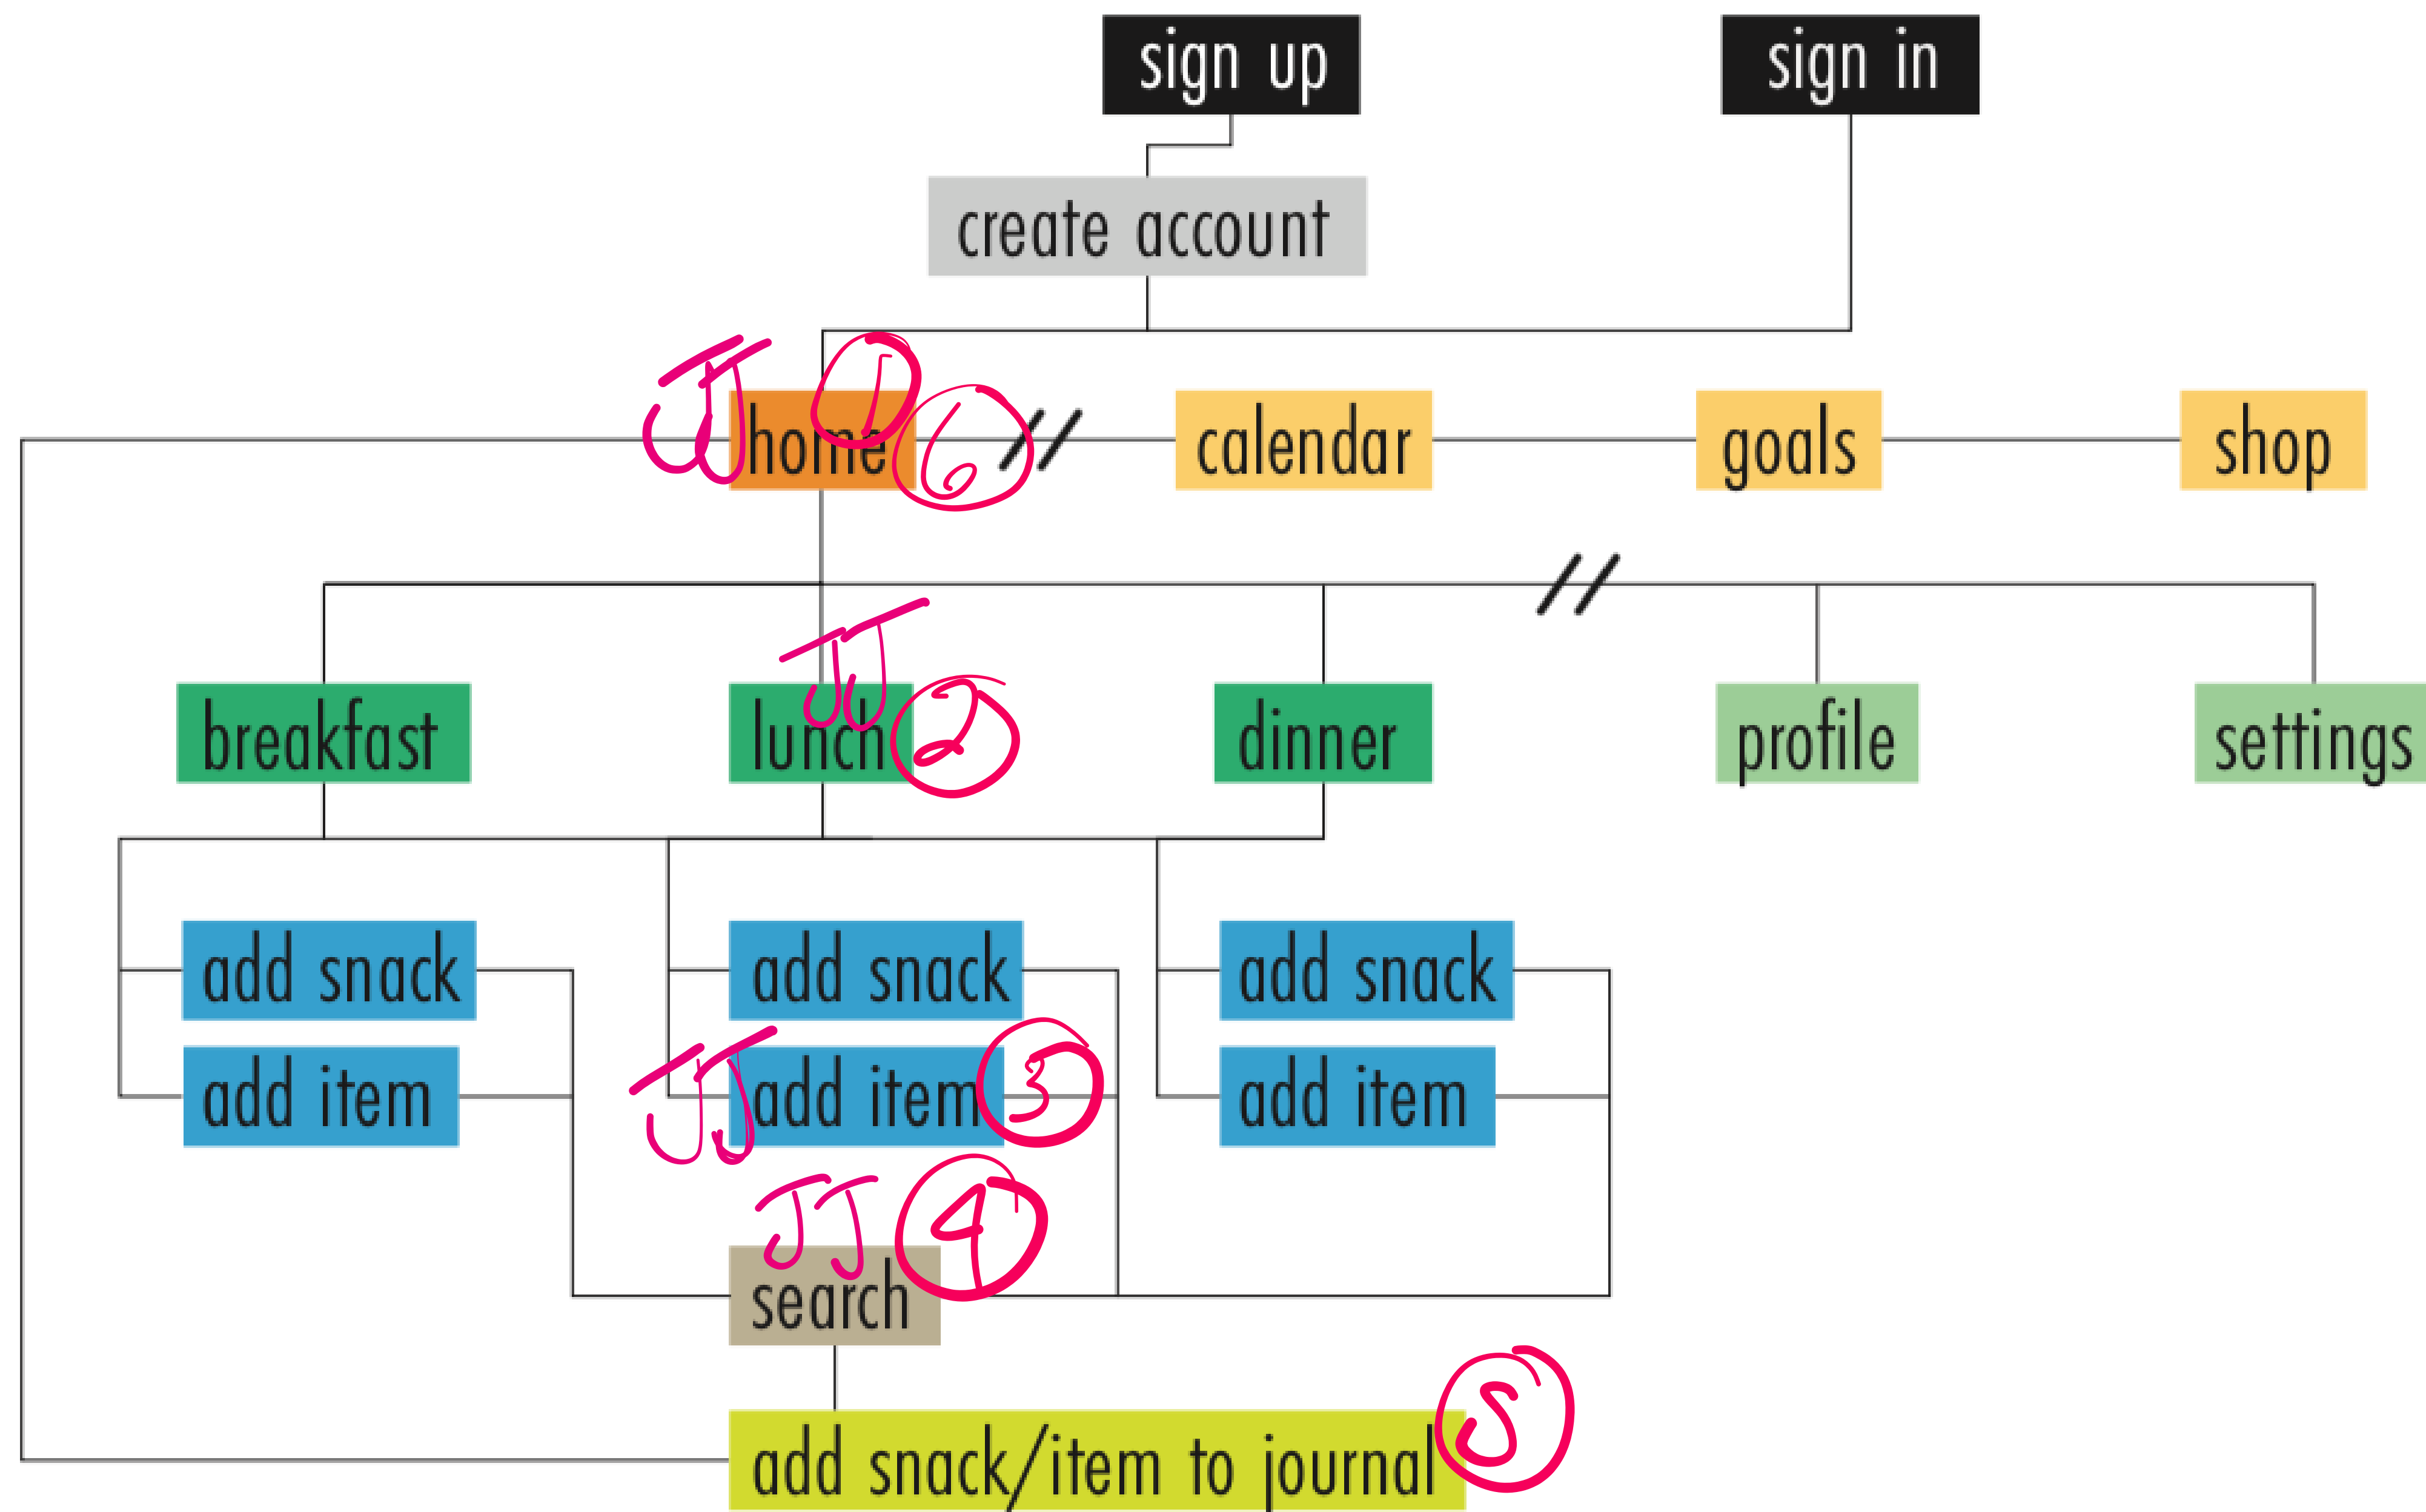 sign up sign in
create account
JJ 1
home 6 // calendar goals shop
//
JJ
breakfast lunch 2 dinner profile settings
add snack add snack add snack
JJ
add item add item 3 add item
JJ 4
search
add snack/item to journal 5